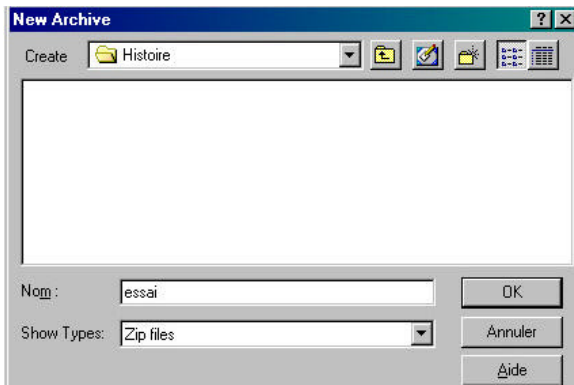 New Archive
Create Histoire
Nom : essai OK
Show Types: Zip files Annuler
Aide